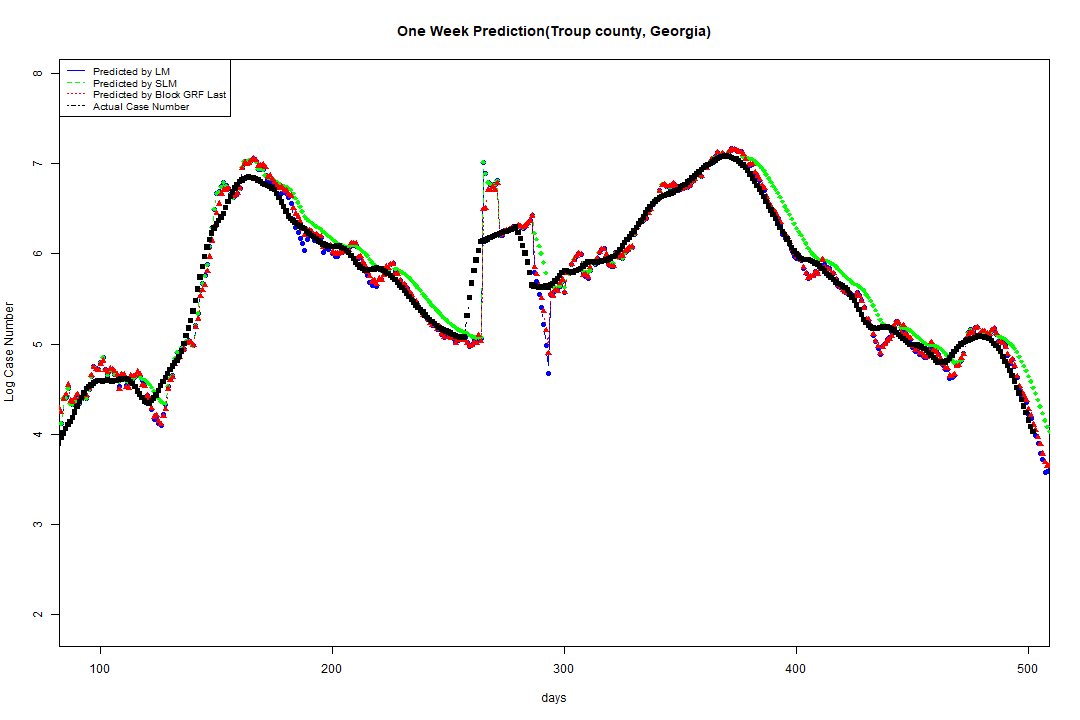 One Week Prediction(Troup county, Georgia)
Predicted by LM
Predicted by SLM
Predicted by Block GRF Last
Actual Case Number
8
7
6
5
4
3
2
Log Case Number
100 200 300 400 500
days